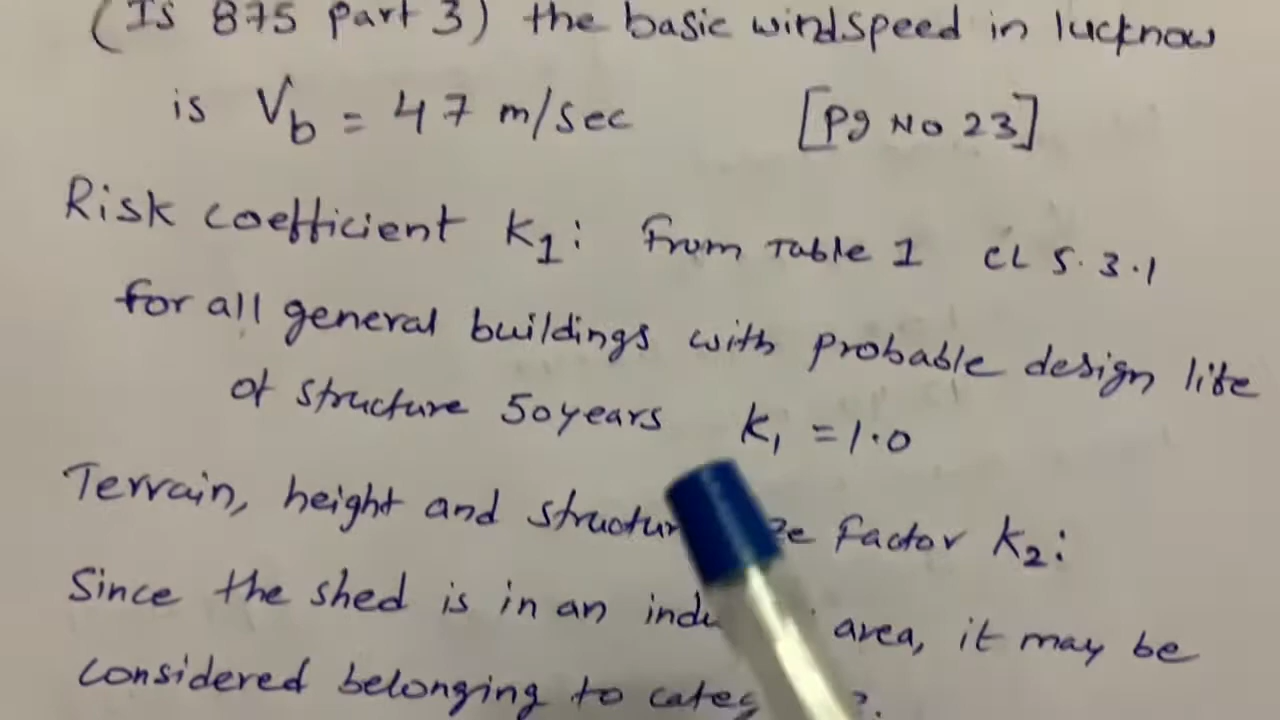 (Is 875 part 3) the basic windspeed in lucknow
is Vb = 47 m/sec [Pg No 23]
Risk coefficient K1: From Table 1 CL 5.3.1
for all general buildings with probable design life
of structure 50years K1 = 1.0
Terrain, height and Factor K2:
Since the shed is in an area, it may be
considered belonging to